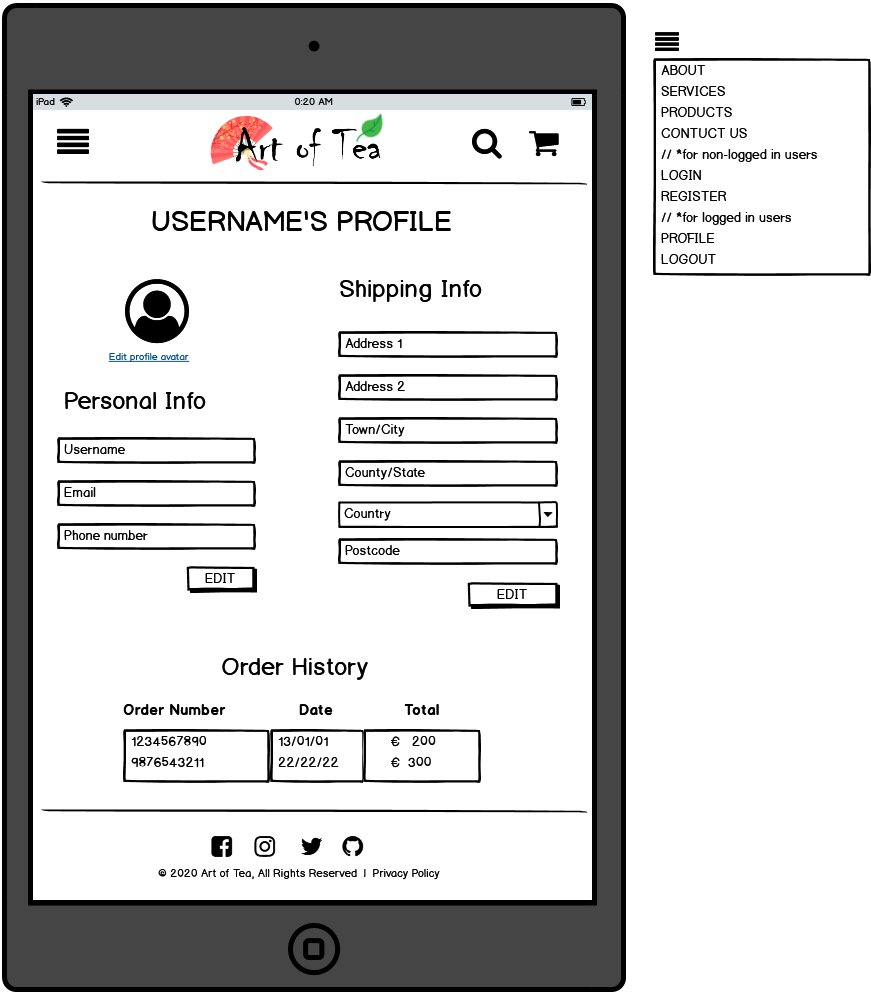 iPad 0:20 AM
Art of Tea
USERNAME'S PROFILE
Edit profile avatar
Personal Info
Username
Email
Phone number
EDIT
Shipping Info
Address 1
Address 2
Town/City
County/State
Country
Postcode
EDIT
Order History
Order Number Date Total
1234567890 13/01/01 € 200
9876543211 22/22/22 € 300
© 2020 Art of Tea, All Rights Reserved | Privacy Policy
ABOUT
SERVICES
PRODUCTS
CONTUCT US
// *for non-logged in users
LOGIN
REGISTER
// *for logged in users
PROFILE
LOGOUT